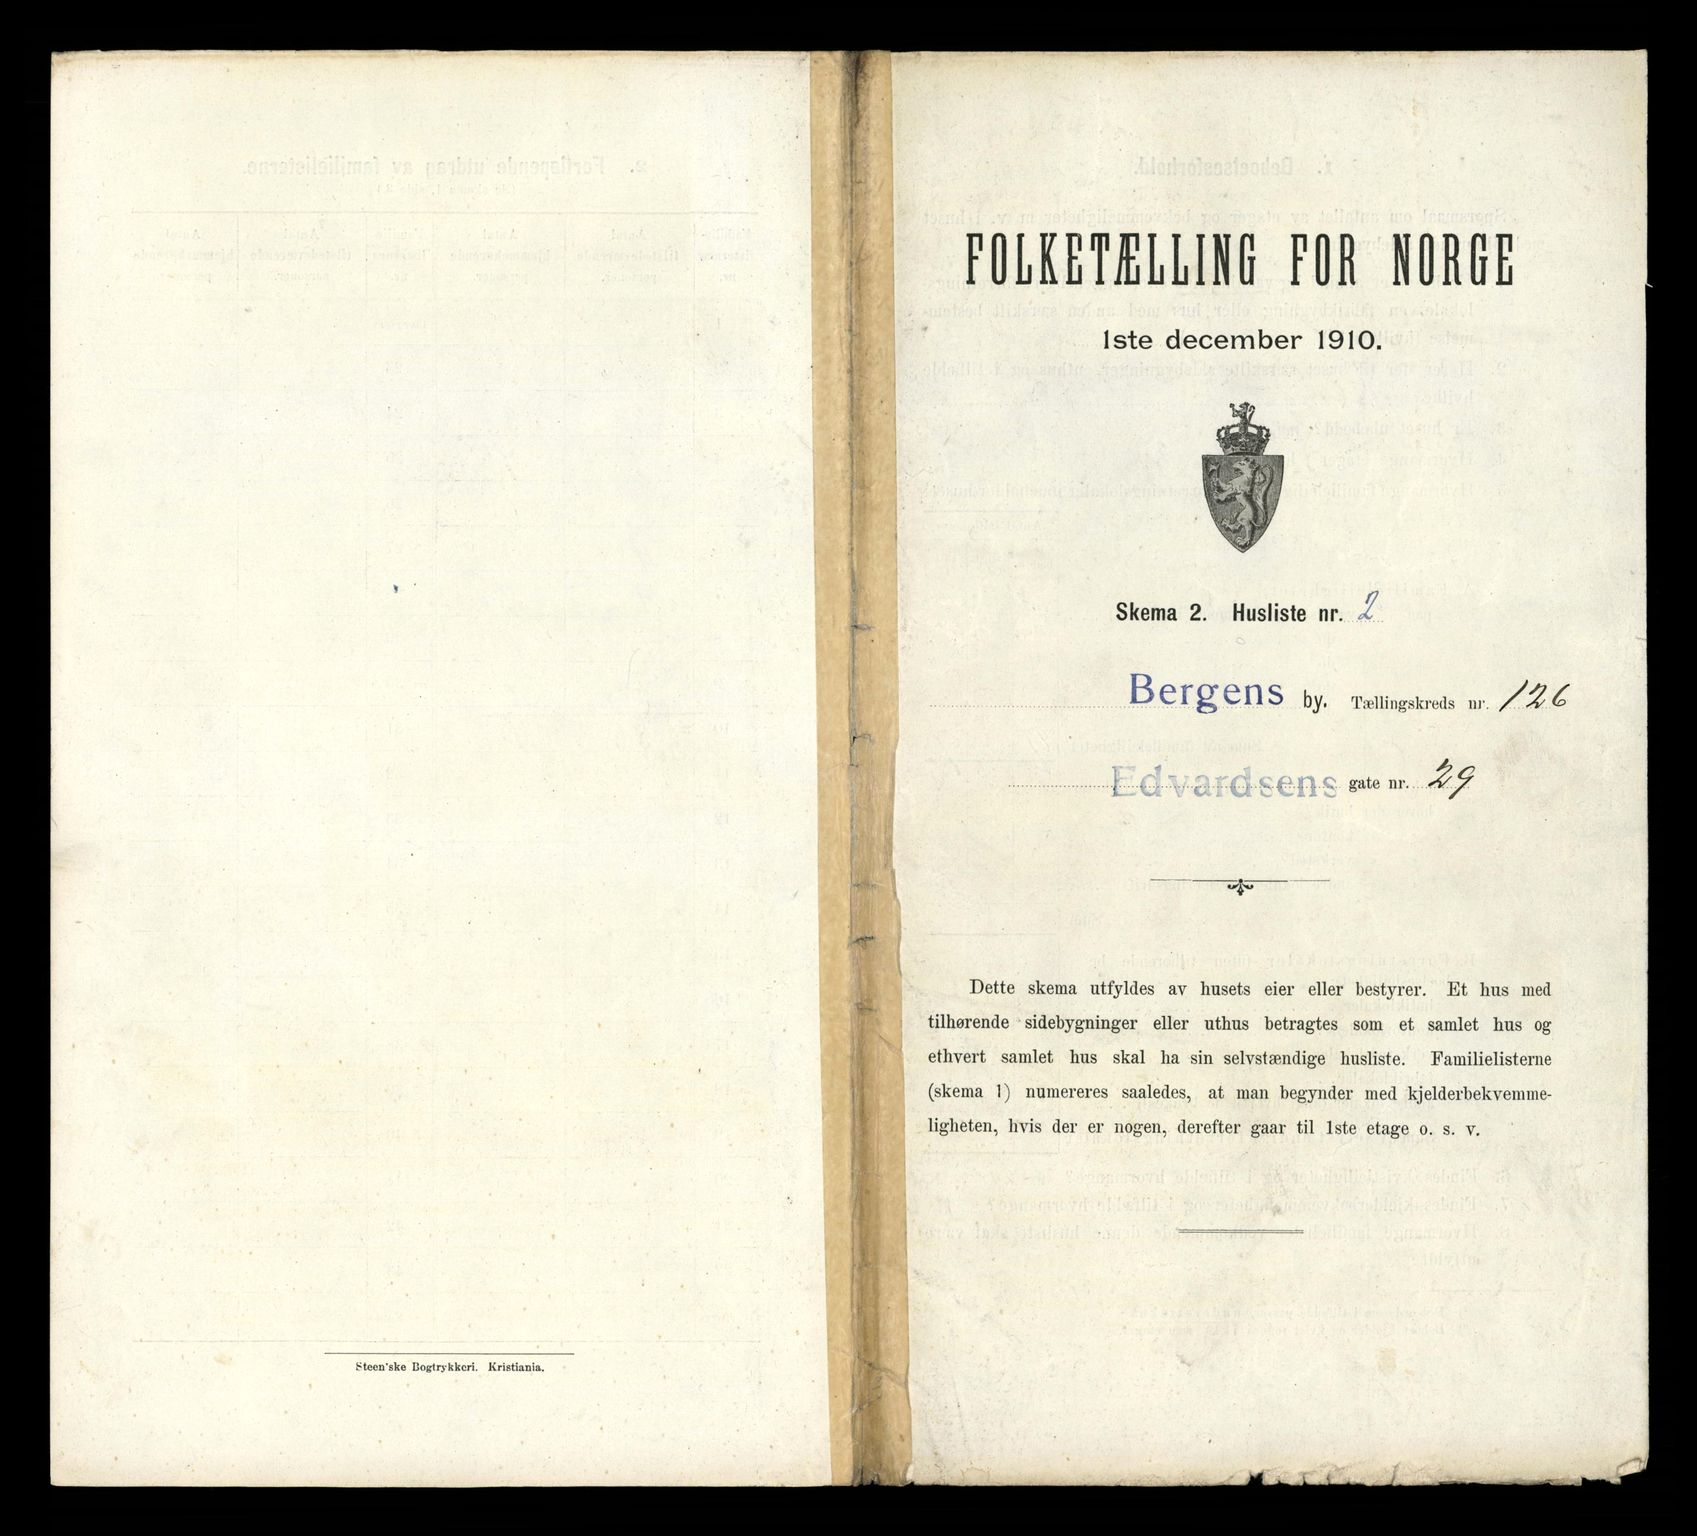 Steen'ske Bogtrykkeri. Kristiania.
FOLKETÆLLING FOR NORGE
1ste december 1910.
Skema 2. Husliste nr. 2
Bergens by. Tællingskreds nr. 126
Edvardsens gate nr. 29
Dette skema utfyldes av husets eier eller bestyrer. Et hus med
tilhørende sidebygninger eller uthus betragtes som et samlet hus og
ethvert samlet hus skal ha sin selvstændige husliste. Familielisterne
(skema 1) numereres saaledes, at man begynder med kjelderbekvemme-
ligheten, hvis der er nogen, derefter gaar til 1ste etage o. s. v.